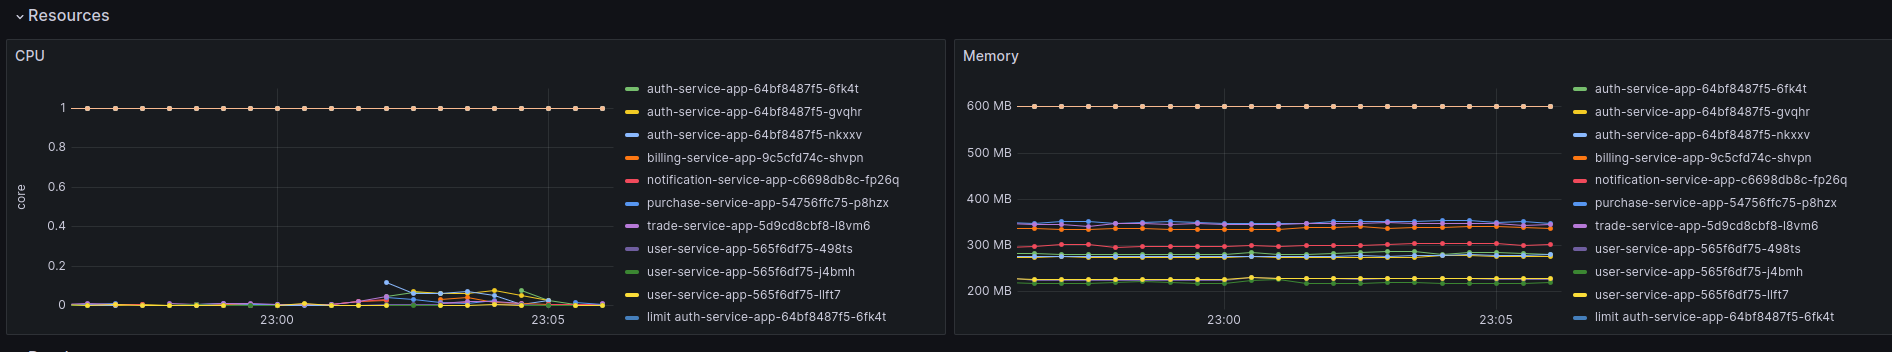 Resources
CPU
core
1
0.8
0.6
0.4
0.2
0
23:00
23:05
auth-service-app-64bf8487f5-6fk4t
auth-service-app-64bf8487f5-gvqhr
auth-service-app-64bf8487f5-nkxxv
billing-service-app-9c5cfd74c-shvpn
notification-service-app-c6698db8c-fp26q
purchase-service-app-54756ffc75-p8hzx
trade-service-app-5d9cd8cbf8-l8vm6
user-service-app-565f6df75-498ts
user-service-app-565f6df75-j4bmh
user-service-app-565f6df75-llft7
limit auth-service-app-64bf8487f5-6fk4t
Memory
600 MB
500 MB
400 MB
300 MB
200 MB
23:00
23:05
auth-service-app-64bf8487f5-6fk4t
auth-service-app-64bf8487f5-gvqhr
auth-service-app-64bf8487f5-nkxxv
billing-service-app-9c5cfd74c-shvpn
notification-service-app-c6698db8c-fp26q
purchase-service-app-54756ffc75-p8hzx
trade-service-app-5d9cd8cbf8-l8vm6
user-service-app-565f6df75-498ts
user-service-app-565f6df75-j4bmh
user-service-app-565f6df75-llft7
limit auth-service-app-64bf8487f5-6fk4t